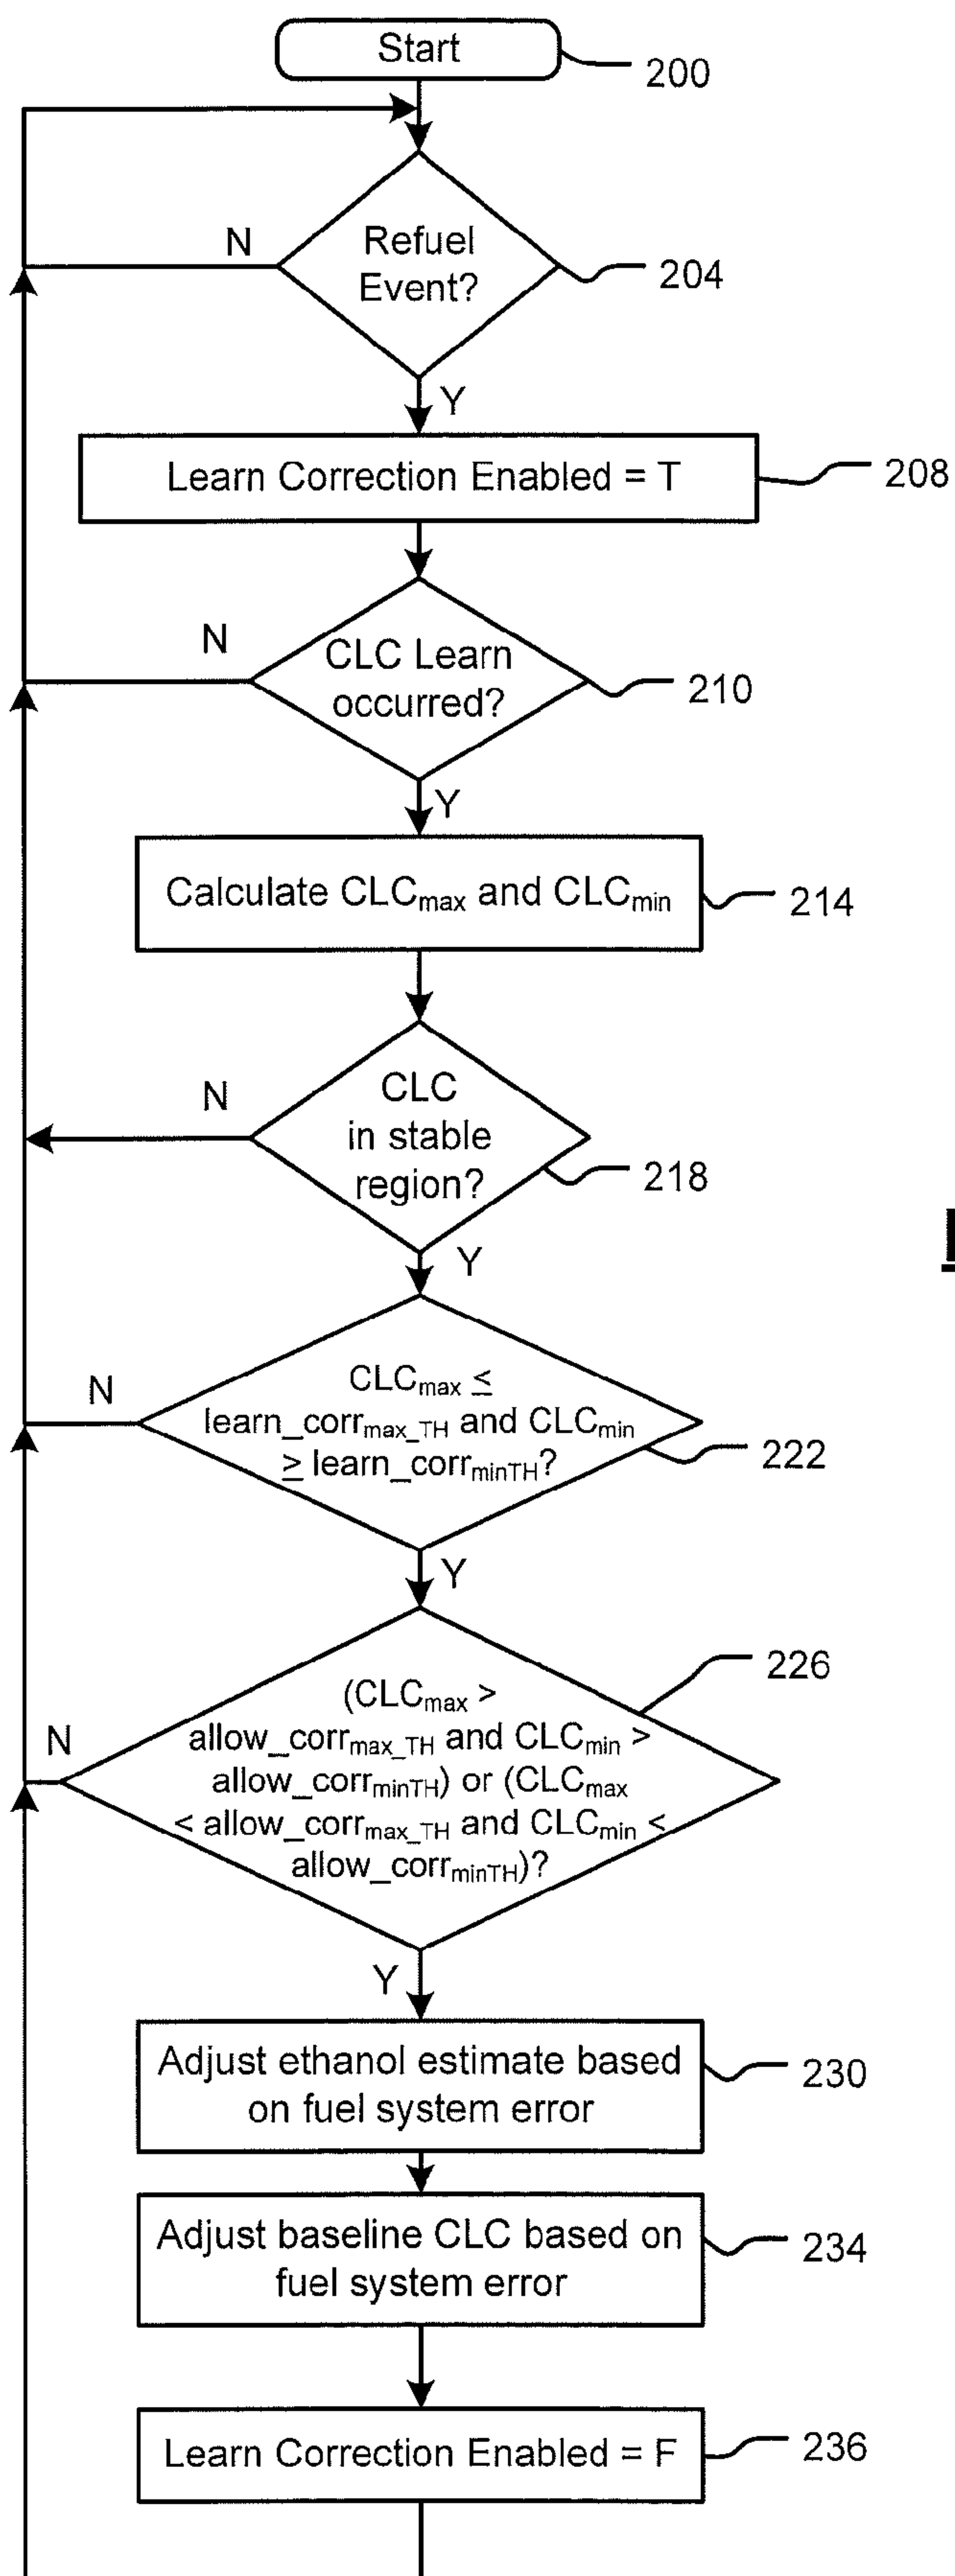 Start
200
N
Refuel
Event?
204
Y
Learn Correction Enabled = T
208
N
CLC Learn
occurred?
210
Y
Calculate CLCmax and CLCmin
214
N
CLC
in stable
region?
218
Y
N
CLCmax ≤
learn_corrmax_TH and CLCmin
≥ learn_corrminTH?
222
Y
226
N
(CLCmax >
allow_corrmax_TH and CLCmin >
allow_corrminTH) or (CLCmax
< allow_corrmax_TH and CLCmin <
allow_corrminTH)?
Y
Adjust ethanol estimate based
on fuel system error
230
Adjust baseline CLC based on
fuel system error
234
Learn Correction Enabled = F
236